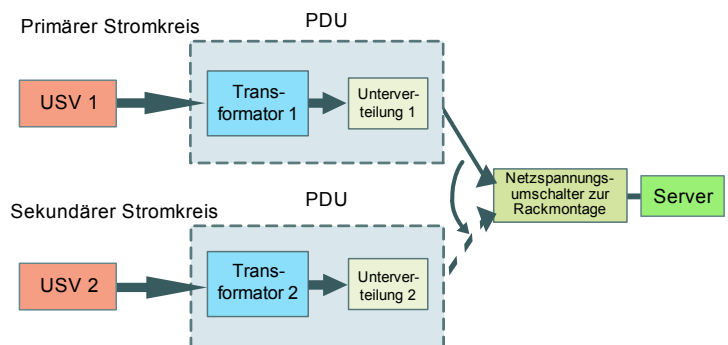 Primärer Stromkreis
PDU
USV 1
Trans-
formator 1
Unterver-
teilung 1
Netzspannungs-
umschalter zur
Rackmontage
Server
Sekundärer Stromkreis
PDU
USV 2
Trans-
formator 2
Unterver-
teilung 2